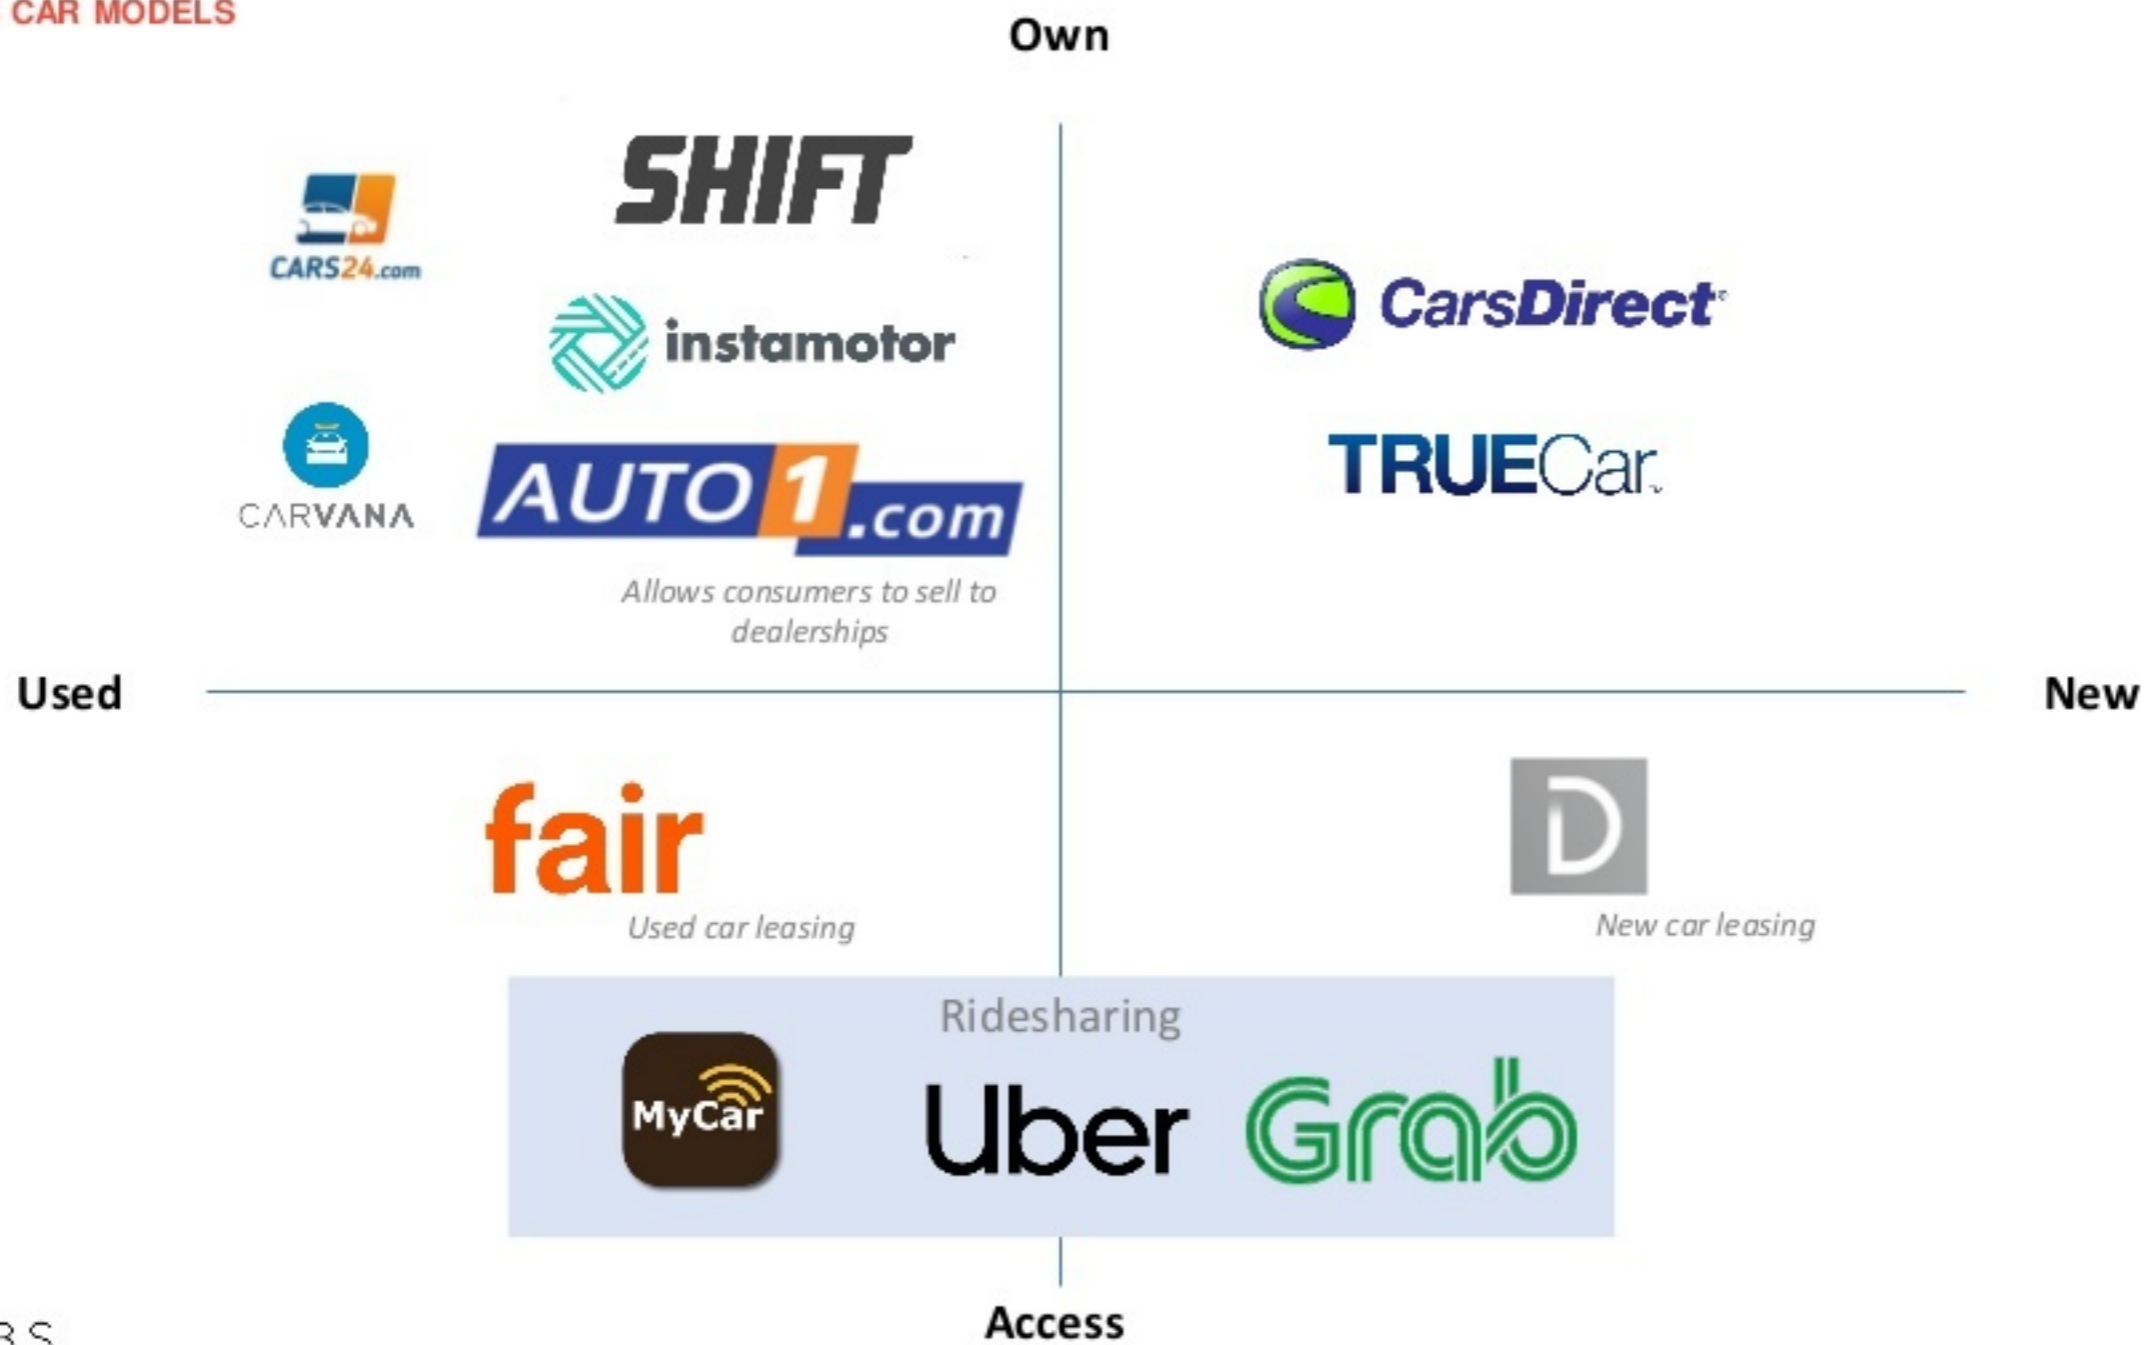 CAR MODELS
Own
SHIFT
CARS24.com
CarsDirect
instamotor
AUTO1.com
TRUECar
CARVANA
Allows consumers to sell to
dealerships
Used
New
fair
D
Used car leasing
New car leasing
Ridesharing
MyCar
Uber
Grab
Access